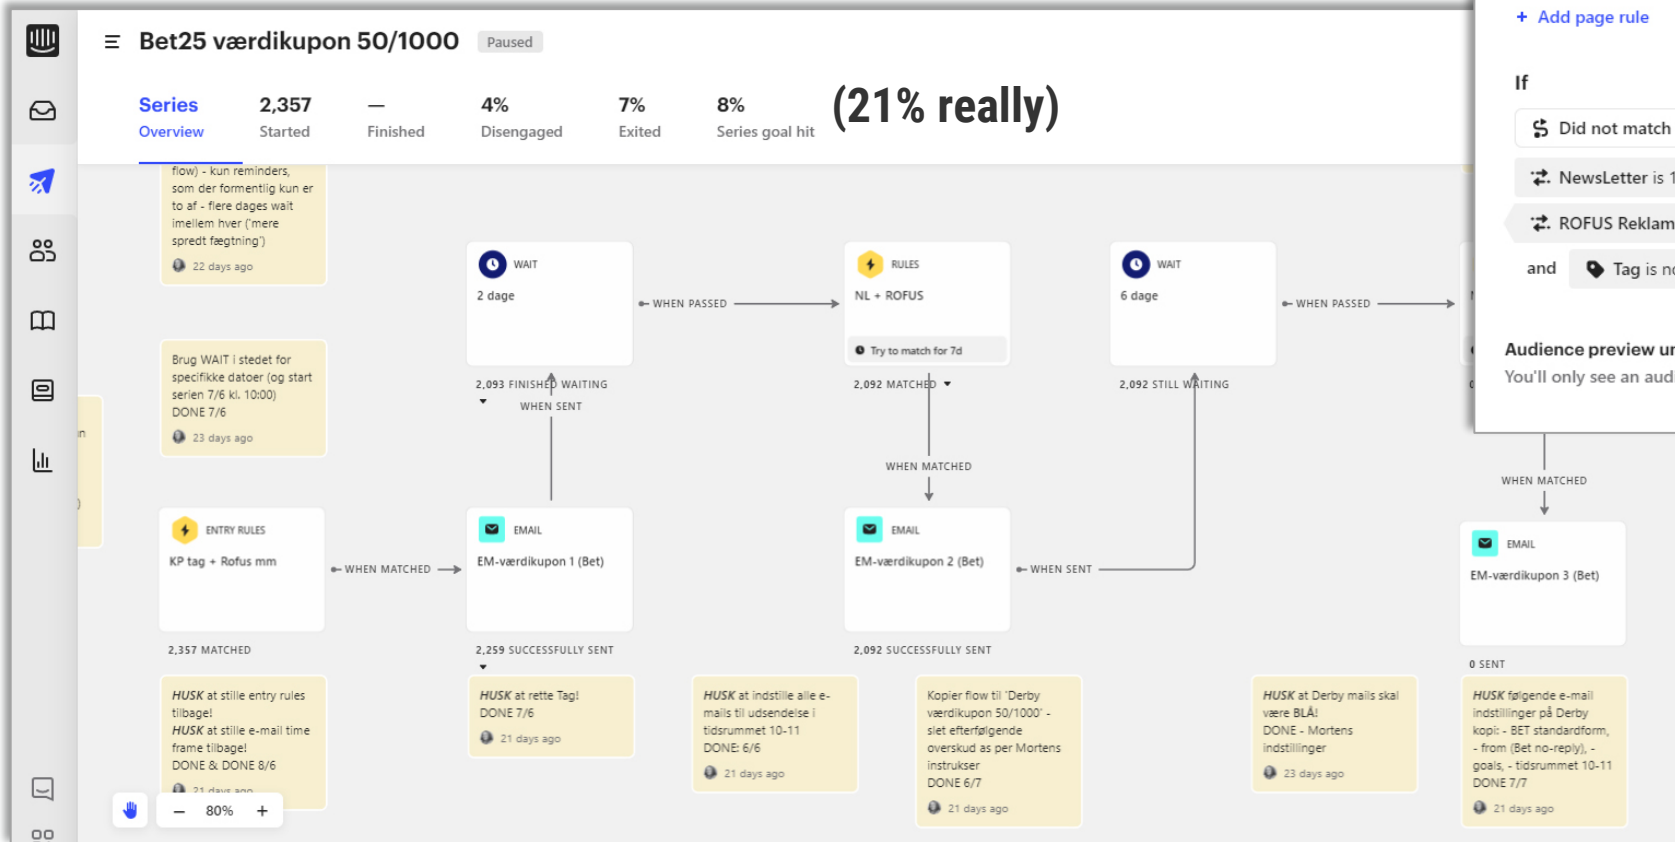 Bet25 værdikupon 50/1000 Paused
Series 2,357 — 4% 7% 8% (21% really)
Overview Started Finished Disengaged Exited Series goal hit
flow) - kun reminders,
som der formentlig kun er
to af - flere dages wait
imellem hver ('mere
spredt fægtning')
22 days ago
Brug WAIT i stedet for
specifikke datoer (og start
serien 7/6 kl. 10:00)
DONE 7/6
23 days ago
WAIT
2 dage
2,093 FINISHED WAITING
WHEN SENT
WHEN PASSED
RULES
NL + ROFUS
Try to match for 7d
2,092 MATCHED
WHEN MATCHED
WAIT
6 dage
2,092 STILL WAITING
WHEN PASSED
ENTRY RULES
KP tag + Rofus mm
2,357 MATCHED
WHEN MATCHED
EMAIL
EM-værdikupon 1 (Bet)
2,259 SUCCESSFULLY SENT
EMAIL
EM-værdikupon 2 (Bet)
2,092 SUCCESSFULLY SENT
WHEN SENT
WHEN MATCHED
EMAIL
EM-værdikupon 3 (Bet)
0 SENT
HUSK at stille entry rules
tilbage!
HUSK at stille e-mail time
frame tilbage!
DONE & DONE 8/6
21 days ago
HUSK at rette Tag!
DONE 7/6
21 days ago
HUSK at indstille alle e-
mails til udsendelse i
tidsrummet 10-11
DONE: 6/6
21 days ago
Kopier flow til 'Derby
værdikupon 50/1000' -
slet efterfølgende
overskud as per Mortens
instrukser
DONE 6/7
21 days ago
HUSK at Derby mails skal
være BLÅ!
DONE - Mortens
indstillinger
23 days ago
HUSK følgende e-mail
indstillinger på Derby
kopi: - BET standardform,
- from (Bet no-reply), -
goals, - tidsrummet 10-11
DONE 7/7
21 days ago
80%
+ Add page rule
If
Did not match
NewsLetter is 1
ROFUS Reklam
and Tag is no
Audience preview un
You'll only see an audi